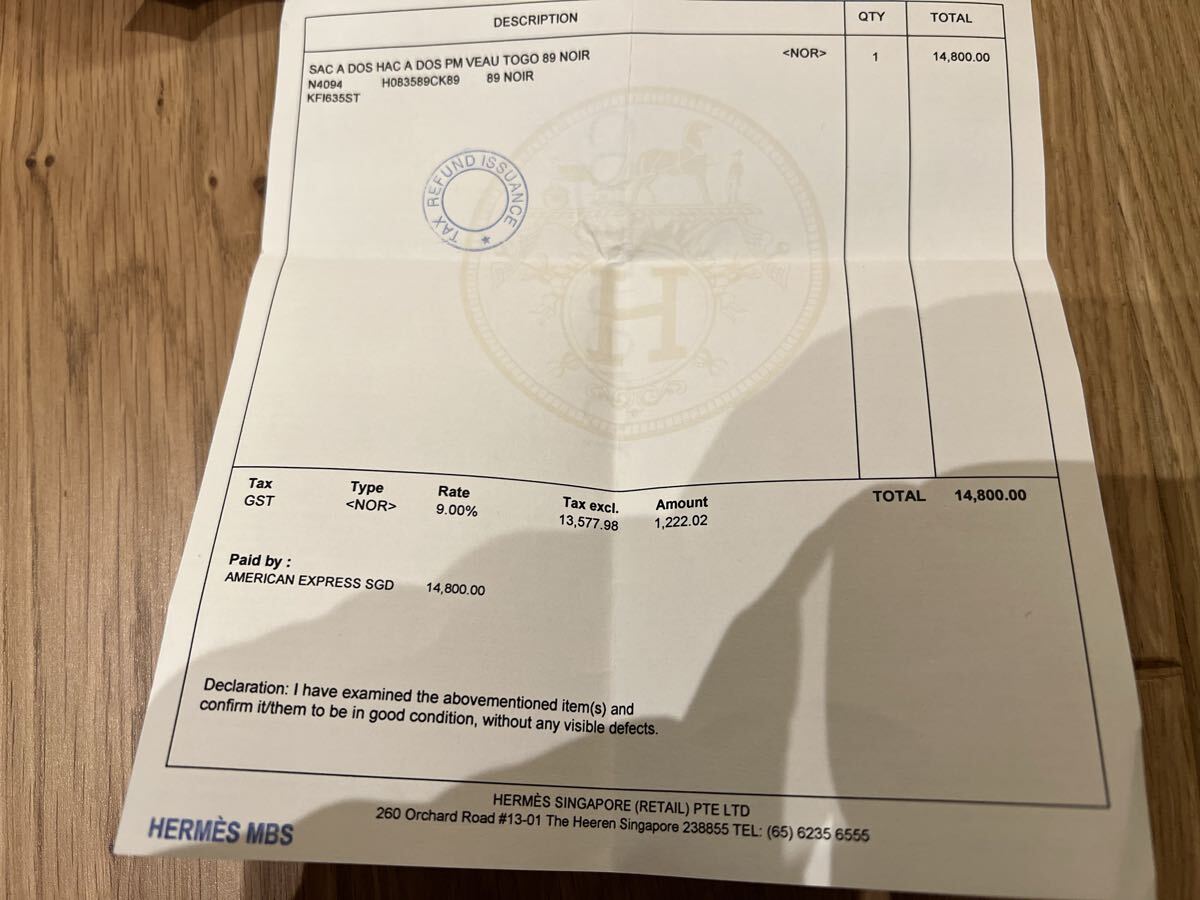 DESCRIPTION QTY TOTAL
SAC A DOS HAC A DOS PM VEAU TOGO 89 NOIR <NOR> 1 14,800.00
N4094 H083589CK89 89 NOIR
KFI635ST
TAX REFUND ISSUANCE
H
Tax Type Rate Tax excl. Amount TOTAL 14,800.00
GST <NOR> 9.00% 13,577.98 1,222.02
Paid by :
AMERICAN EXPRESS SGD 14,800.00
Declaration: I have examined the abovementioned item(s) and
confirm it/them to be in good condition, without any visible defects.
HERMÈS SINGAPORE (RETAIL) PTE LTD
260 Orchard Road #13-01 The Heeren Singapore 238855 TEL: (65) 6235 6555
HERMÈS MBS